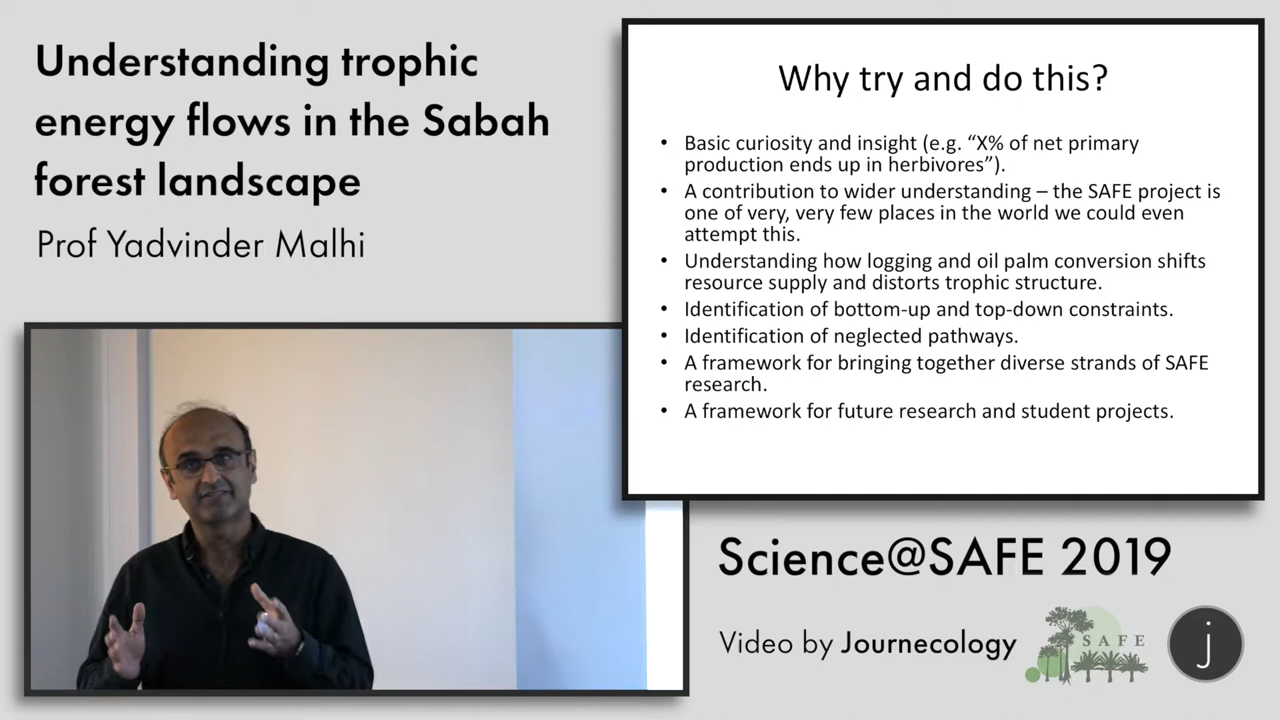 Understanding trophic
energy flows in the Sabah
forest landscape
Prof Yadvinder Malhi
Why try and do this?
• Basic curiosity and insight (e.g. “X% of net primary
production ends up in herbivores”).
• A contribution to wider understanding – the SAFE project is
one of very, very few places in the world we could even
attempt this.
• Understanding how logging and oil palm conversion shifts
resource supply and distorts trophic structure.
• Identification of bottom-up and top-down constraints.
• Identification of neglected pathways.
• A framework for bringing together diverse strands of SAFE
research.
• A framework for future research and student projects.
Science@SAFE 2019
Video by Journecology
SAFE
j